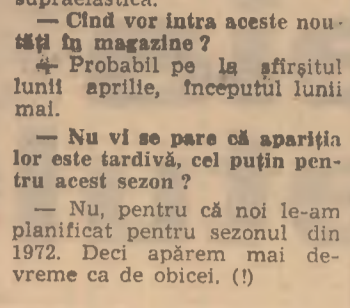 supraelastică.
— Cînd vor intra aceste nou-
tăți în magazine ?
— Probabil pe la sfîrșitul
lunii aprilie, începutul lunii
mai.
— Nu vi se pare că apariția
lor este tardivă, cel puțin pen-
tru acest sezon ?
— Nu, pentru că noi le-am
planificat pentru sezonul din
1972. Deci apărem mai de-
vreme ca de obicei. (!)